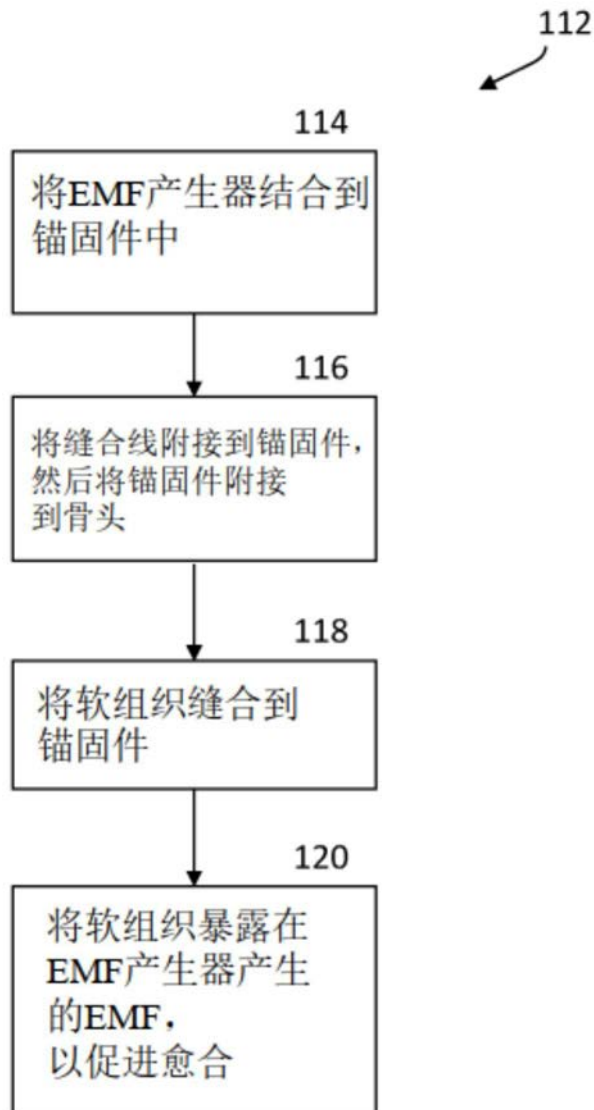 112
114
将EMF产生器结合到
锚固件中
116
将缝合线附接到锚固件，
然后将锚固件附接
到骨头
118
将软组织缝合到
锚固件
120
将软组织暴露在
EMF产生器产生
的EMF，
以促进愈合